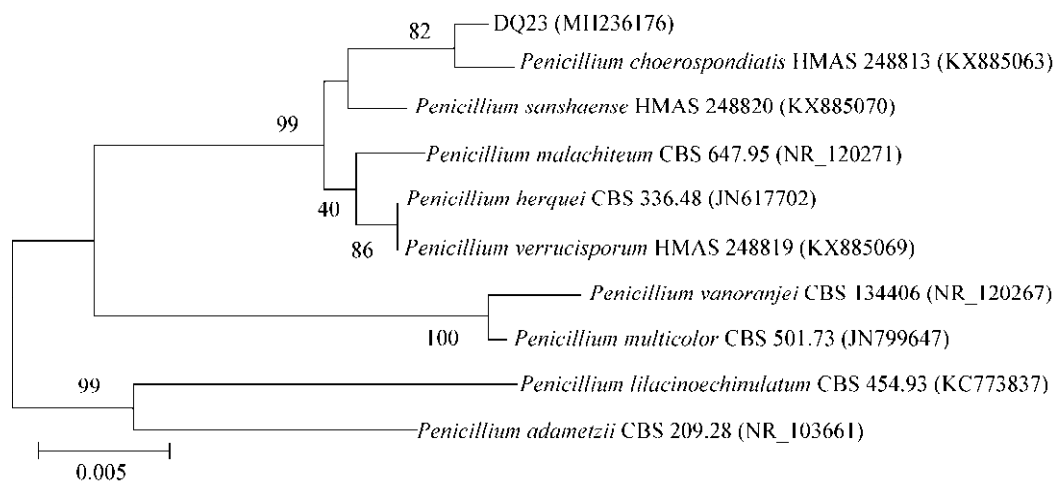 82
DQ23 (MH236176)
Penicillium choerospondiatis HMAS 248813 (KX885063)
Penicillium sanshaense HMAS 248820 (KX885070)
99
Penicillium malachiteum CBS 647.95 (NR_120271)
Penicillium herquei CBS 336.48 (JN617702)
40
86
Penicillium verrucisporum HMAS 248819 (KX885069)
Penicillium vanoranjei CBS 134406 (NR_120267)
100
Penicillium multicolor CBS 501.73 (JN799647)
99
Penicillium lilacinoechinulatum CBS 454.93 (KC773837)
Penicillium adametzii CBS 209.28 (NR_103661)
0.005